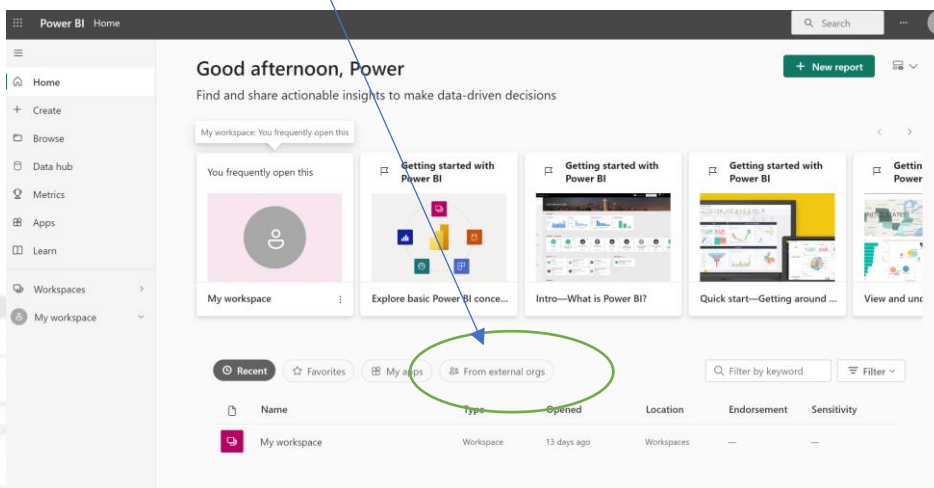 Power BI Home
Search
Home
Create
Browse
Data hub
Metrics
Apps
Learn
Workspaces
My workspace
Good afternoon, Power
Find and share actionable insights to make data-driven decisions
+ New report
My workspace: You frequently open this
You frequently open this
My workspace
Getting started with
Power BI
Explore basic Power BI conce...
Getting started with
Power BI
Intro—What is Power BI?
Getting started with
Power BI
Quick start—Getting around ...
Gettin
Power
View and und
Recent
Favorites
My apps
From external orgs
Filter by keyword
Filter
Name Type Opened Location Endorsement Sensitivity
My workspace Workspace 13 days ago Workspaces — —